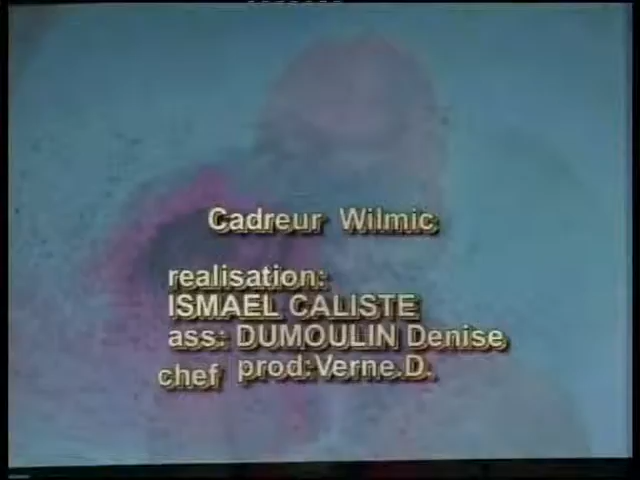 Cadreur Wilmic
realisation:
ISMAEL CALISTE
ass: DUMOULIN Denise
chef prod:Verne.D.